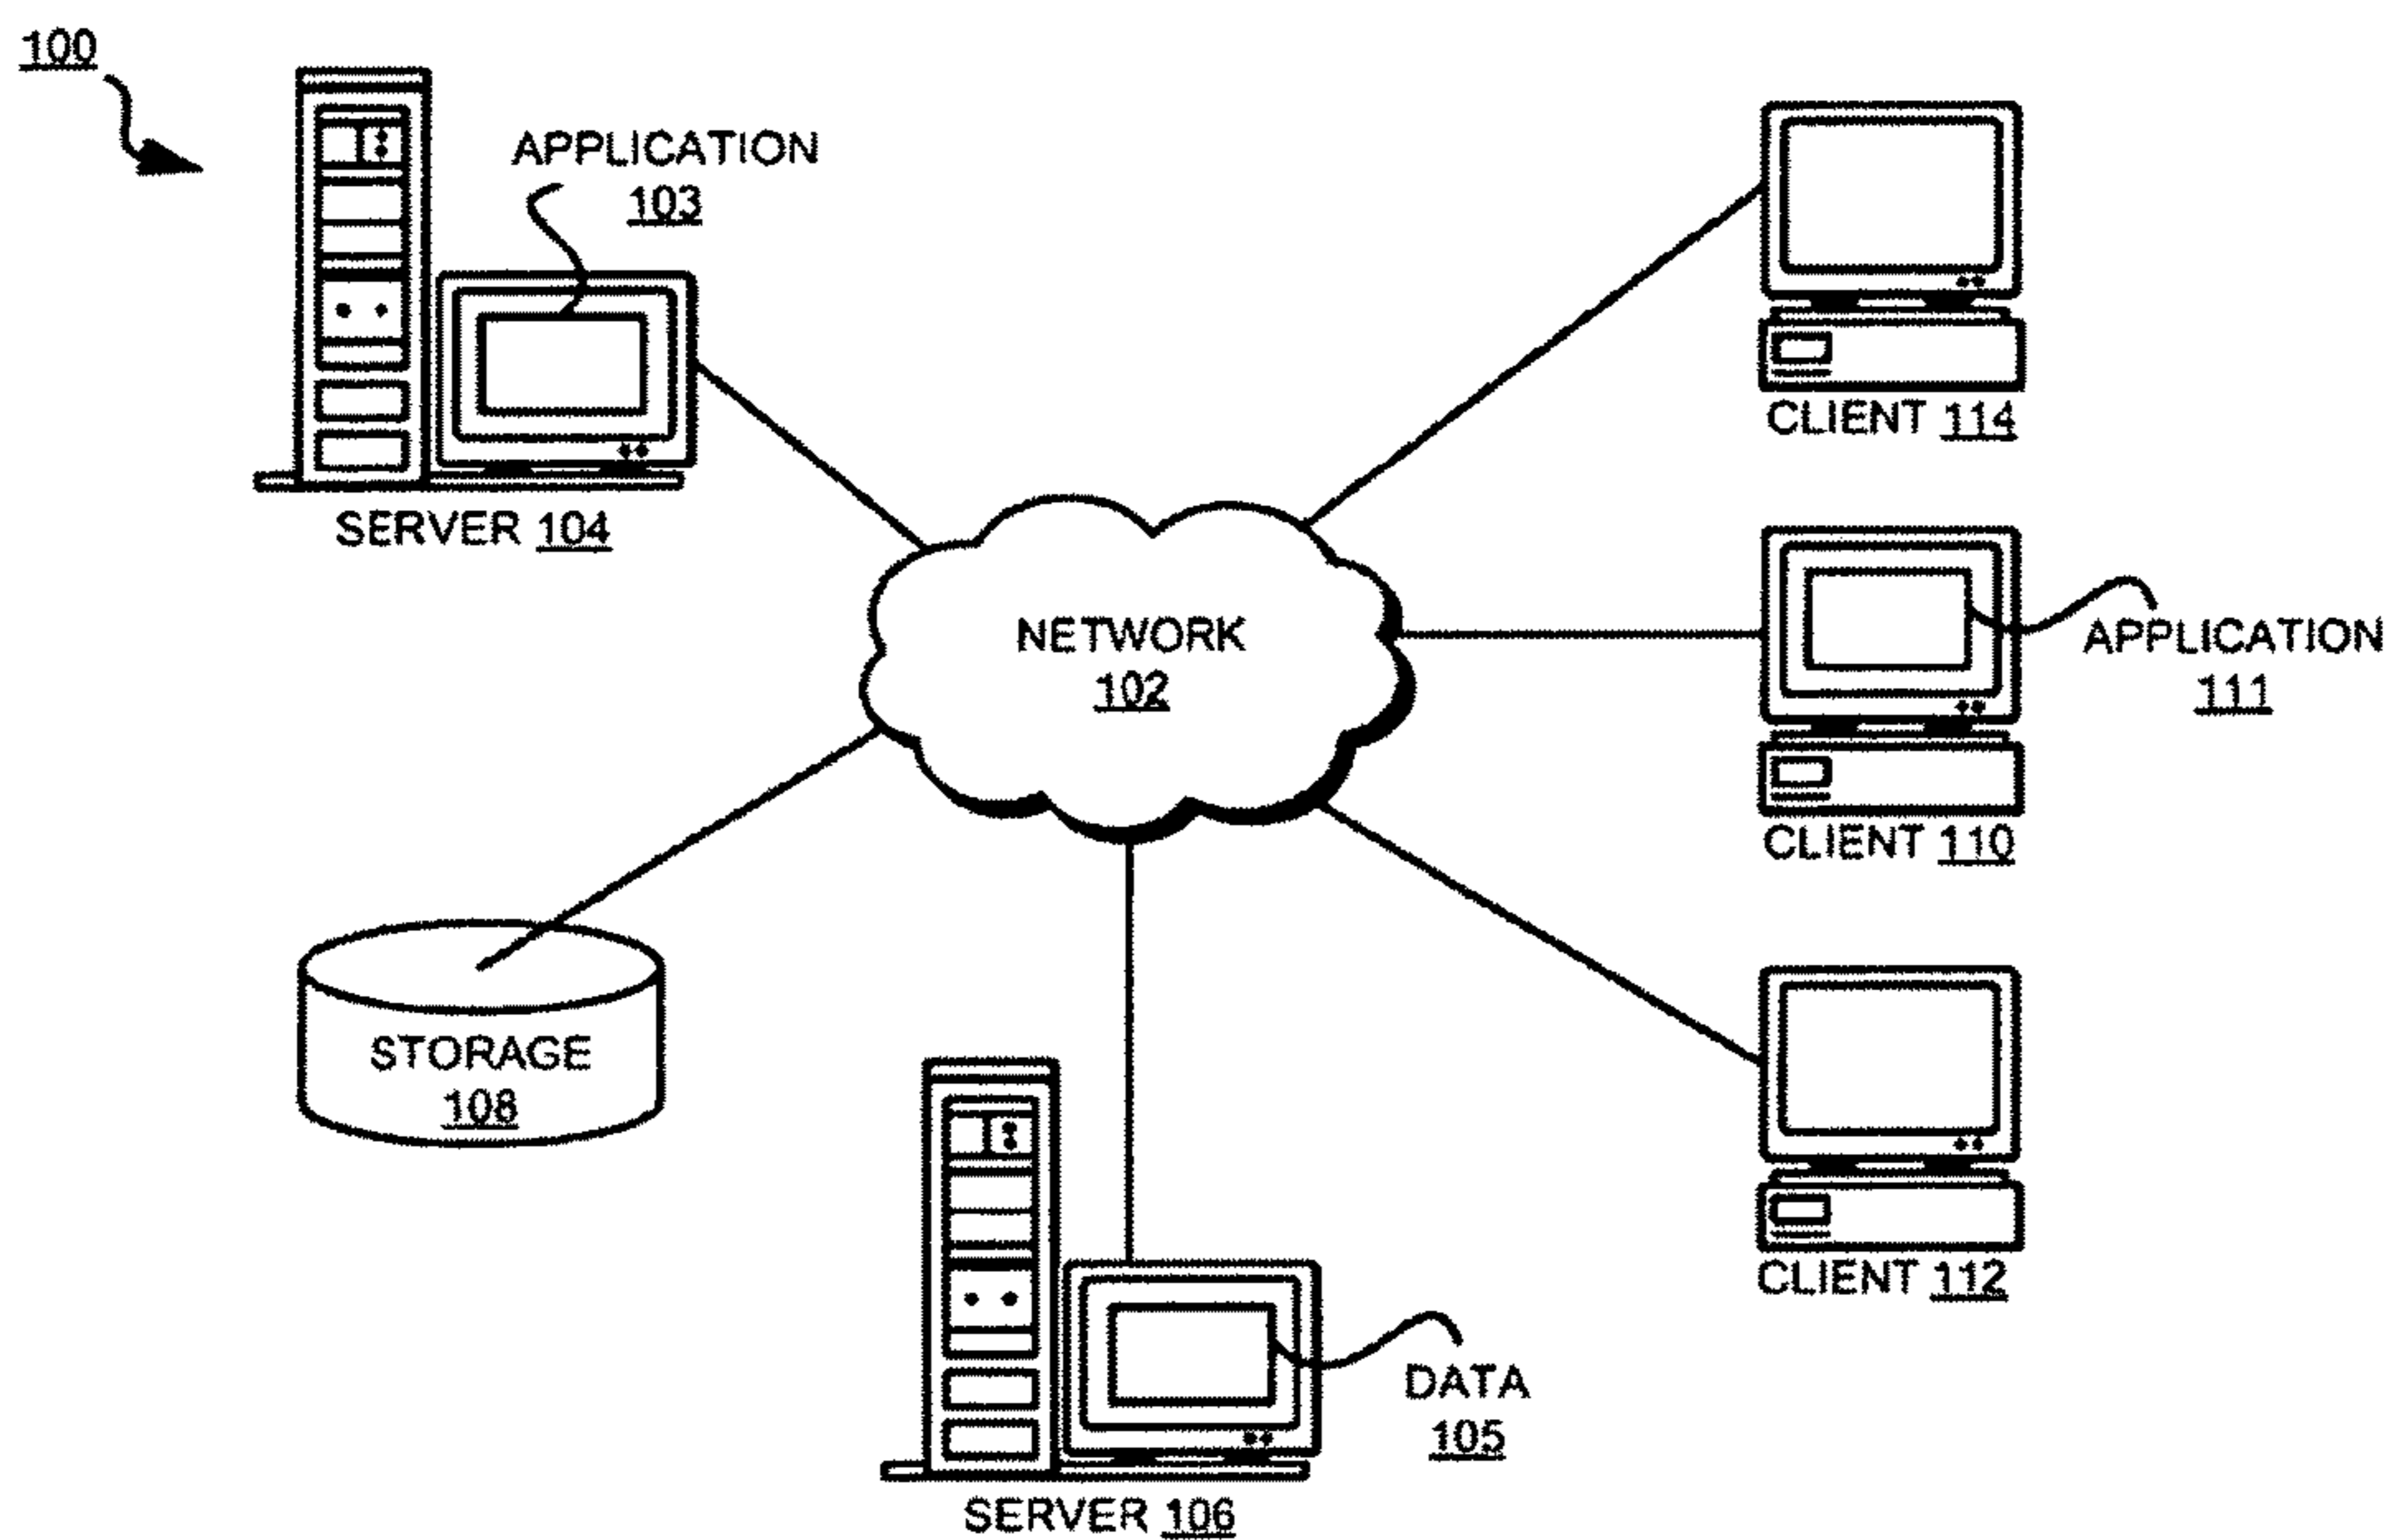 100
APPLICATION
103
SERVER 104
CLIENT 114
NETWORK
102
APPLICATION
111
CLIENT 110
STORAGE
108
CLIENT 112
DATA
105
SERVER 106